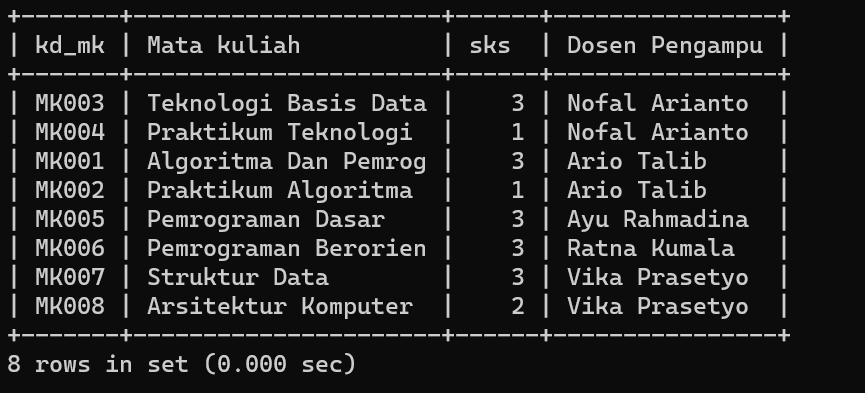 +-------+----------------------+------+---------------+
| kd_mk | Mata kuliah          | sks  | Dosen Pengampu |
+-------+----------------------+------+---------------+
| MK003 | Teknologi Basis Data |    3 | Nofal Arianto  |
| MK004 | Praktikum Teknologi  |    1 | Nofal Arianto  |
| MK001 | Algoritma Dan Pemrog |    3 | Ario Talib     |
| MK002 | Praktikum Algoritma  |    1 | Ario Talib     |
| MK005 | Pemrograman Dasar    |    3 | Ayu Rahmadina  |
| MK006 | Pemrograman Berorien |    3 | Ratna Kumala   |
| MK007 | Struktur Data        |    3 | Vika Prasetyo  |
| MK008 | Arsitektur Komputer  |    2 | Vika Prasetyo  |
+-------+----------------------+------+---------------+
8 rows in set (0.000 sec)